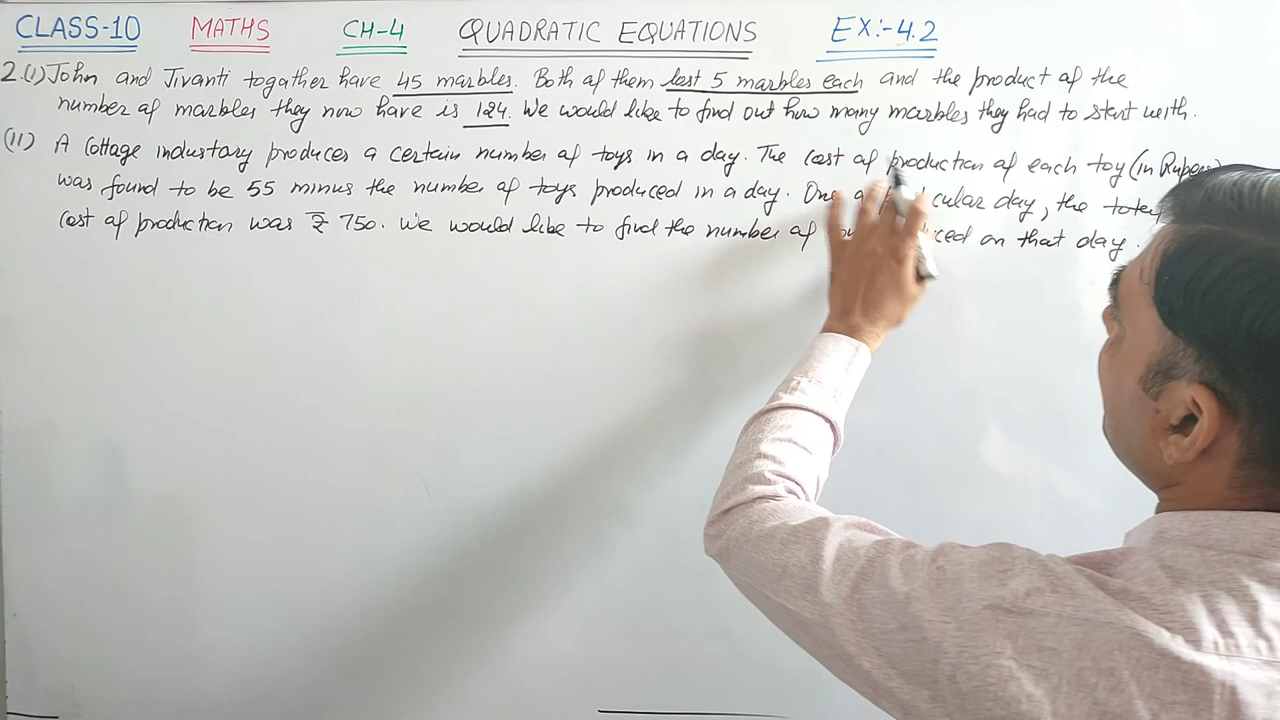 CLASS-10 MATHS CH-4 QUADRATIC EQUATIONS EX:-4.2
2.(i) John and Jivanti togather have 45 marbles. Both of them lost 5 marbles each and the product of the
number of marbles they now have is 124. We would like to find out how many marbles they had to start with.
(II) A Cottage industary produces a certain number of toys in a day. The cost of production of each toy (in Rupees)
was found to be 55 minus the number of toys produced in a day. One a cular day, the total
cost of production was ₹ 750. We would like to find the number of ced on that day.